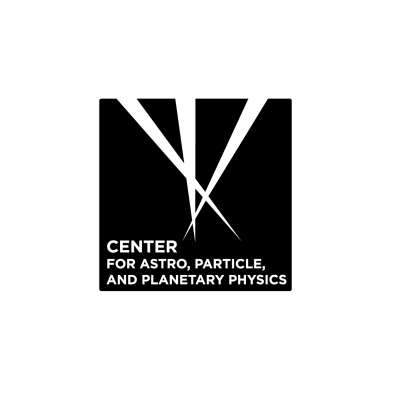 CENTER
FOR ASTRO, PARTICLE,
AND PLANETARY PHYSICS